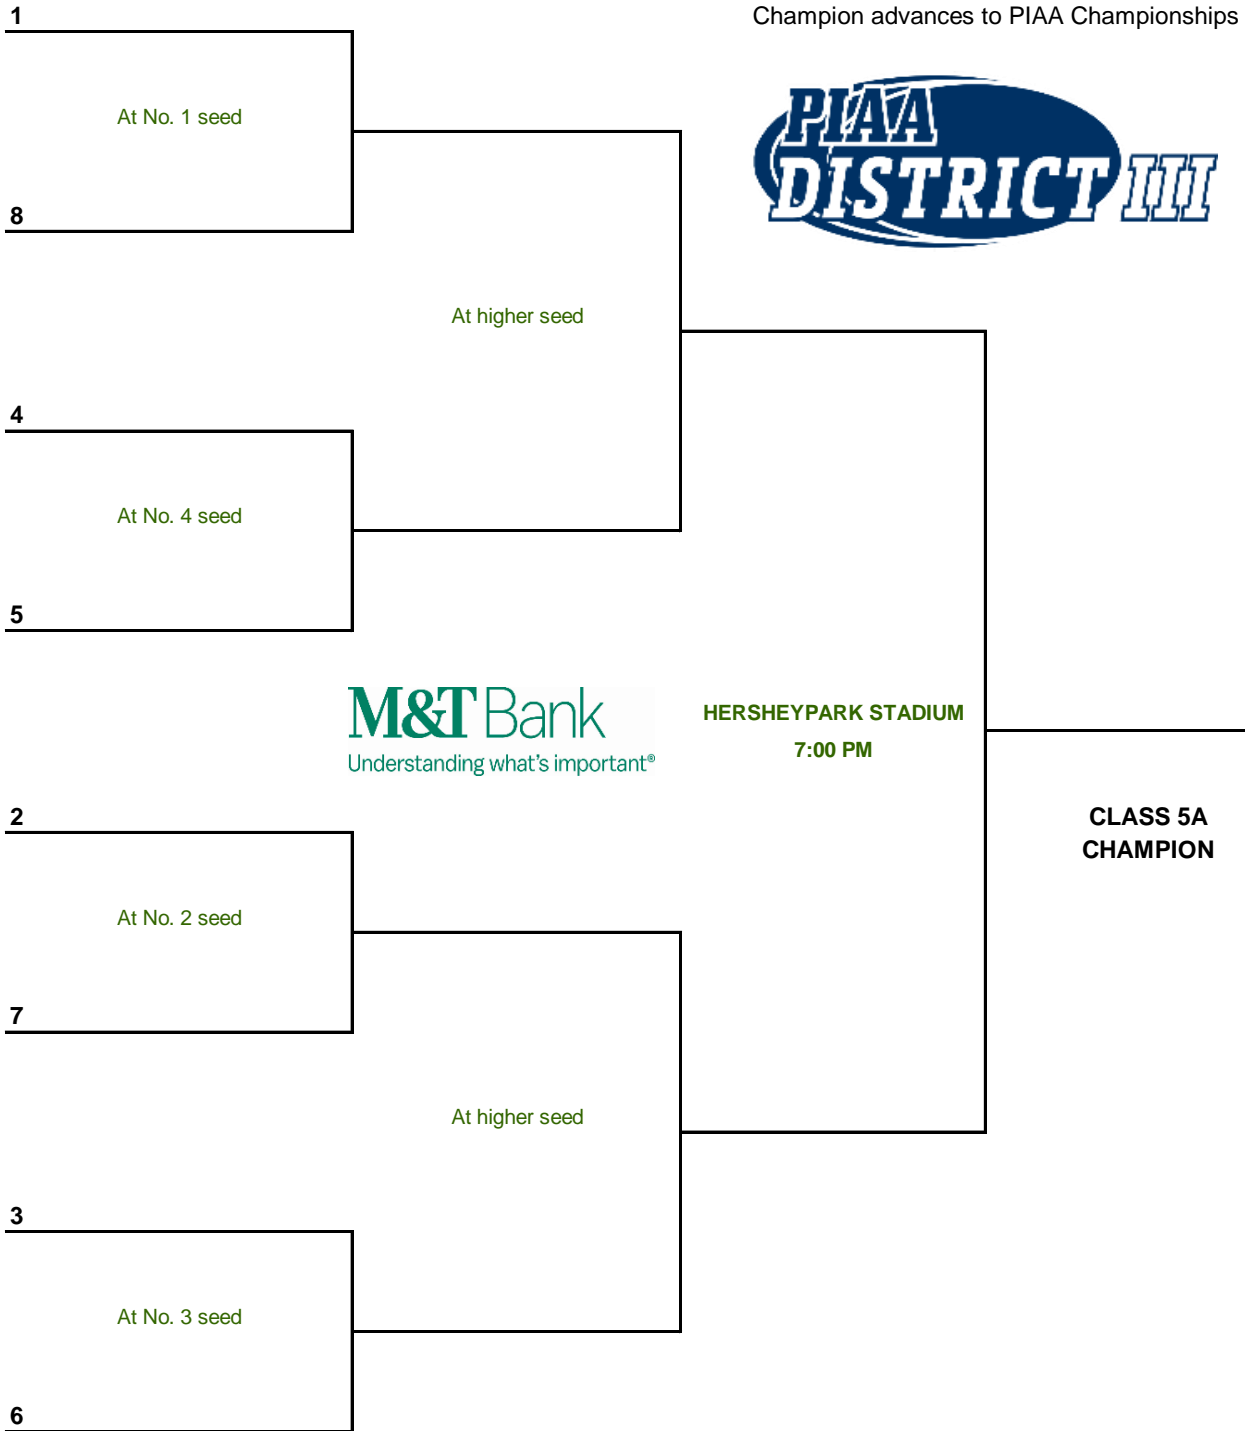 1
Champion advances to PIAA Championships
PIAA
DISTRICT III
At No. 1 seed
8
At higher seed
4
At No. 4 seed
5
M&T Bank
Understanding what's important®
HERSHEYPARK STADIUM
7:00 PM
2
CLASS 5A
CHAMPION
At No. 2 seed
7
At higher seed
3
At No. 3 seed
6